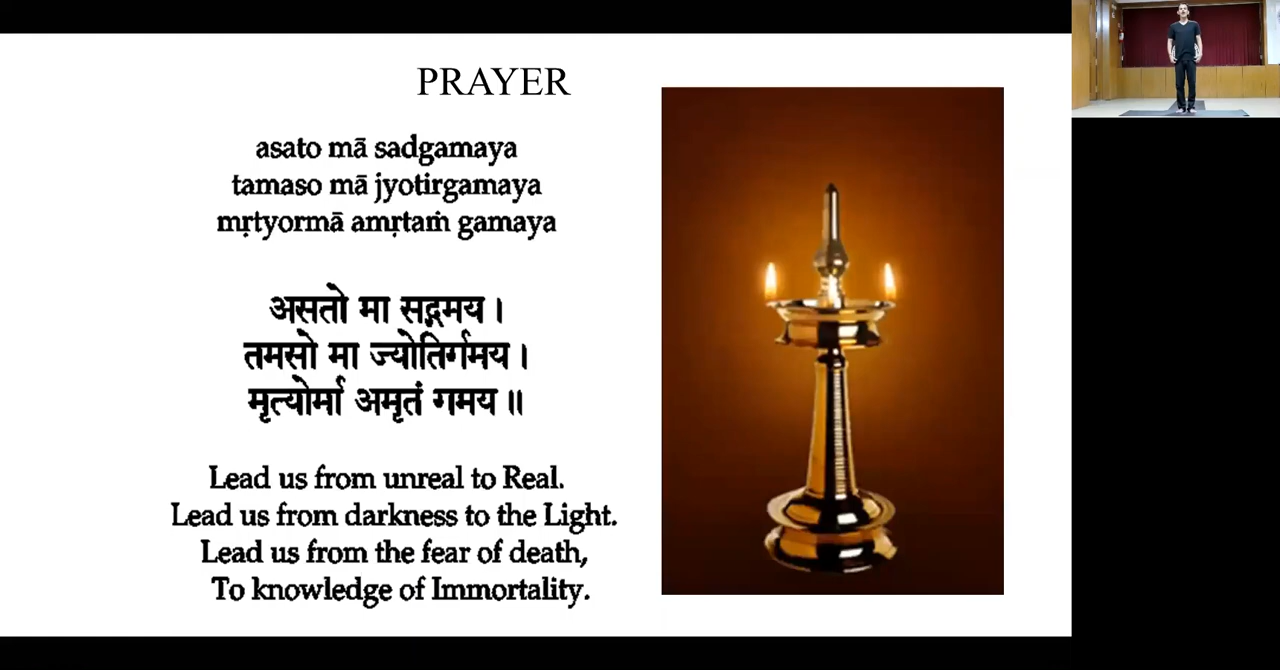 PRAYER
asato mā sadgamaya
tamaso mā jyotirgamaya
mṛtyormā amṛtaṁ gamaya
असतो मा सद्गमय।
तमसो मा ज्योतिर्गमय।
मृत्योर्मा अमृतं गमय॥
Lead us from unreal to Real.
Lead us from darkness to the Light.
Lead us from the fear of death,
To knowledge of Immortality.